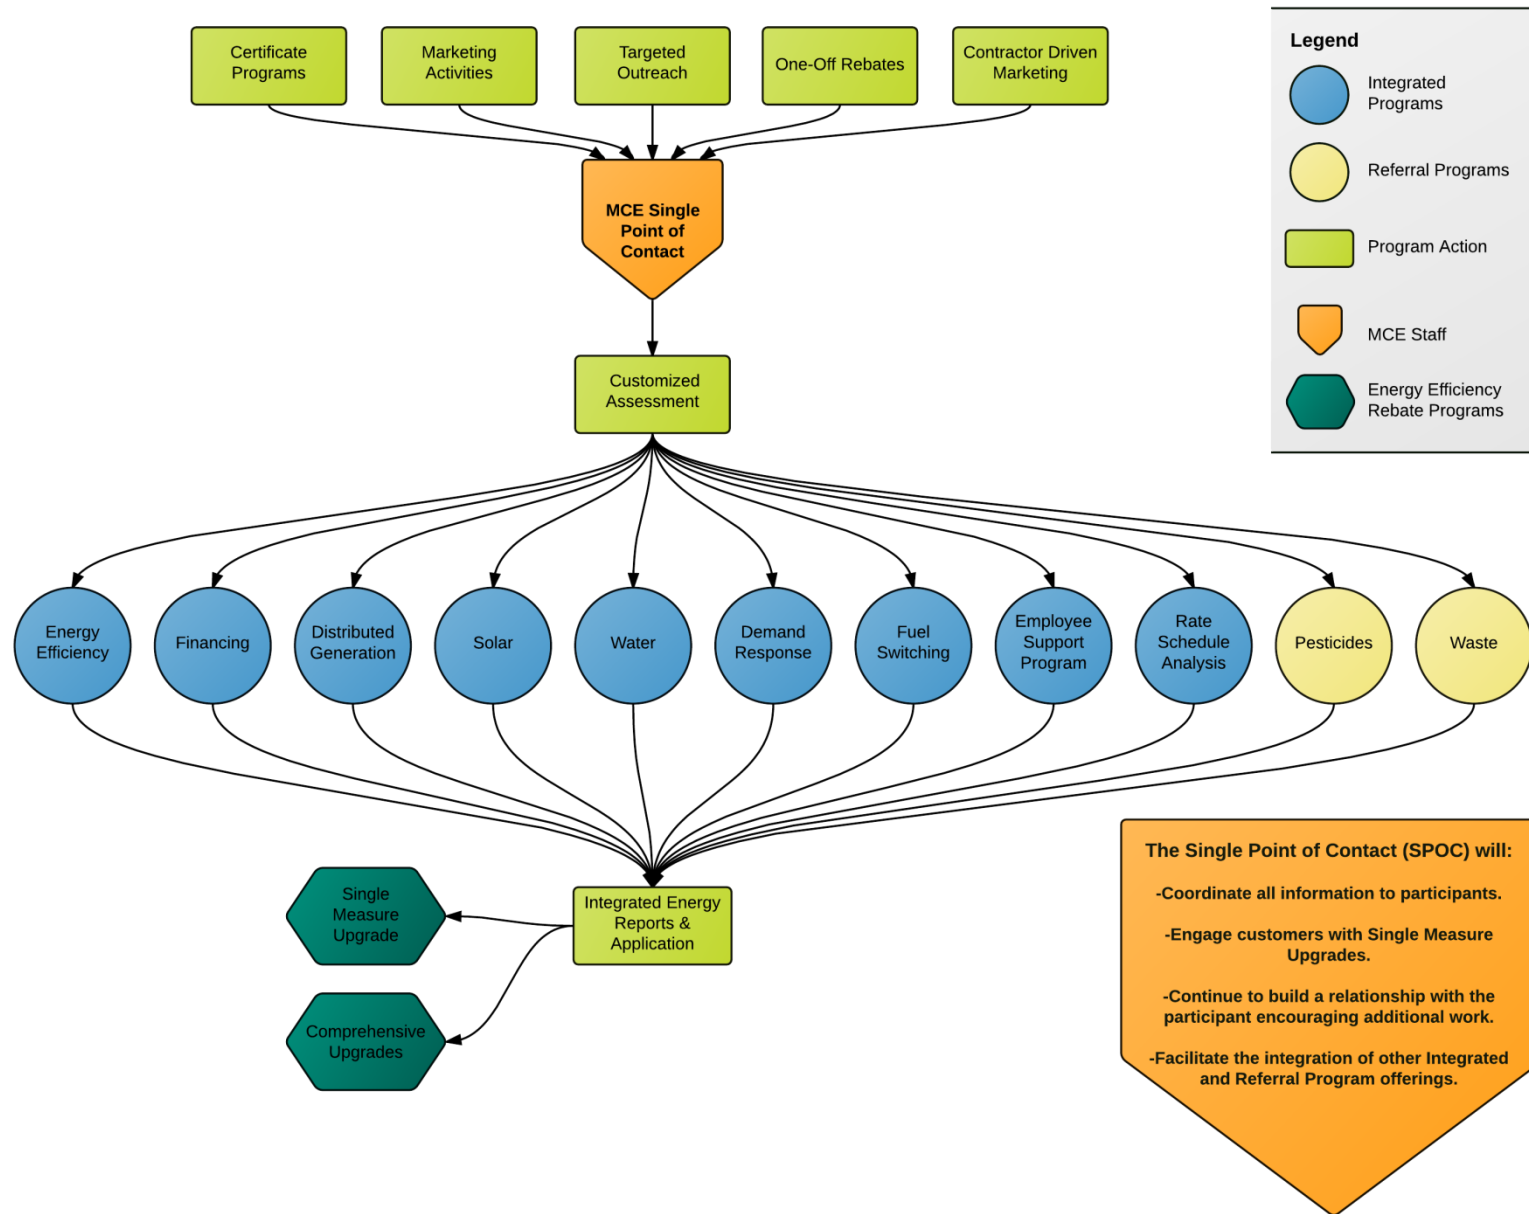 Certificate
Programs
Marketing
Activities
Targeted
Outreach
One-Off Rebates
Contractor Driven
Marketing
Legend
Integrated
Programs
Referral Programs
Program Action
MCE Staff
Energy Efficiency
Rebate Programs
MCE Single
Point of
Contact
Customized
Assessment
Energy
Efficiency
Financing
Distributed
Generation
Solar
Water
Demand
Response
Fuel
Switching
Employee
Support
Program
Rate
Schedule
Analysis
Pesticides
Waste
Single
Measure
Upgrade
Integrated Energy
Reports &
Application
Comprehensive
Upgrades
The Single Point of Contact (SPOC) will:
-Coordinate all information to participants.
-Engage customers with Single Measure
Upgrades.
-Continue to build a relationship with the
participant encouraging additional work.
-Facilitate the integration of other Integrated
and Referral Program offerings.